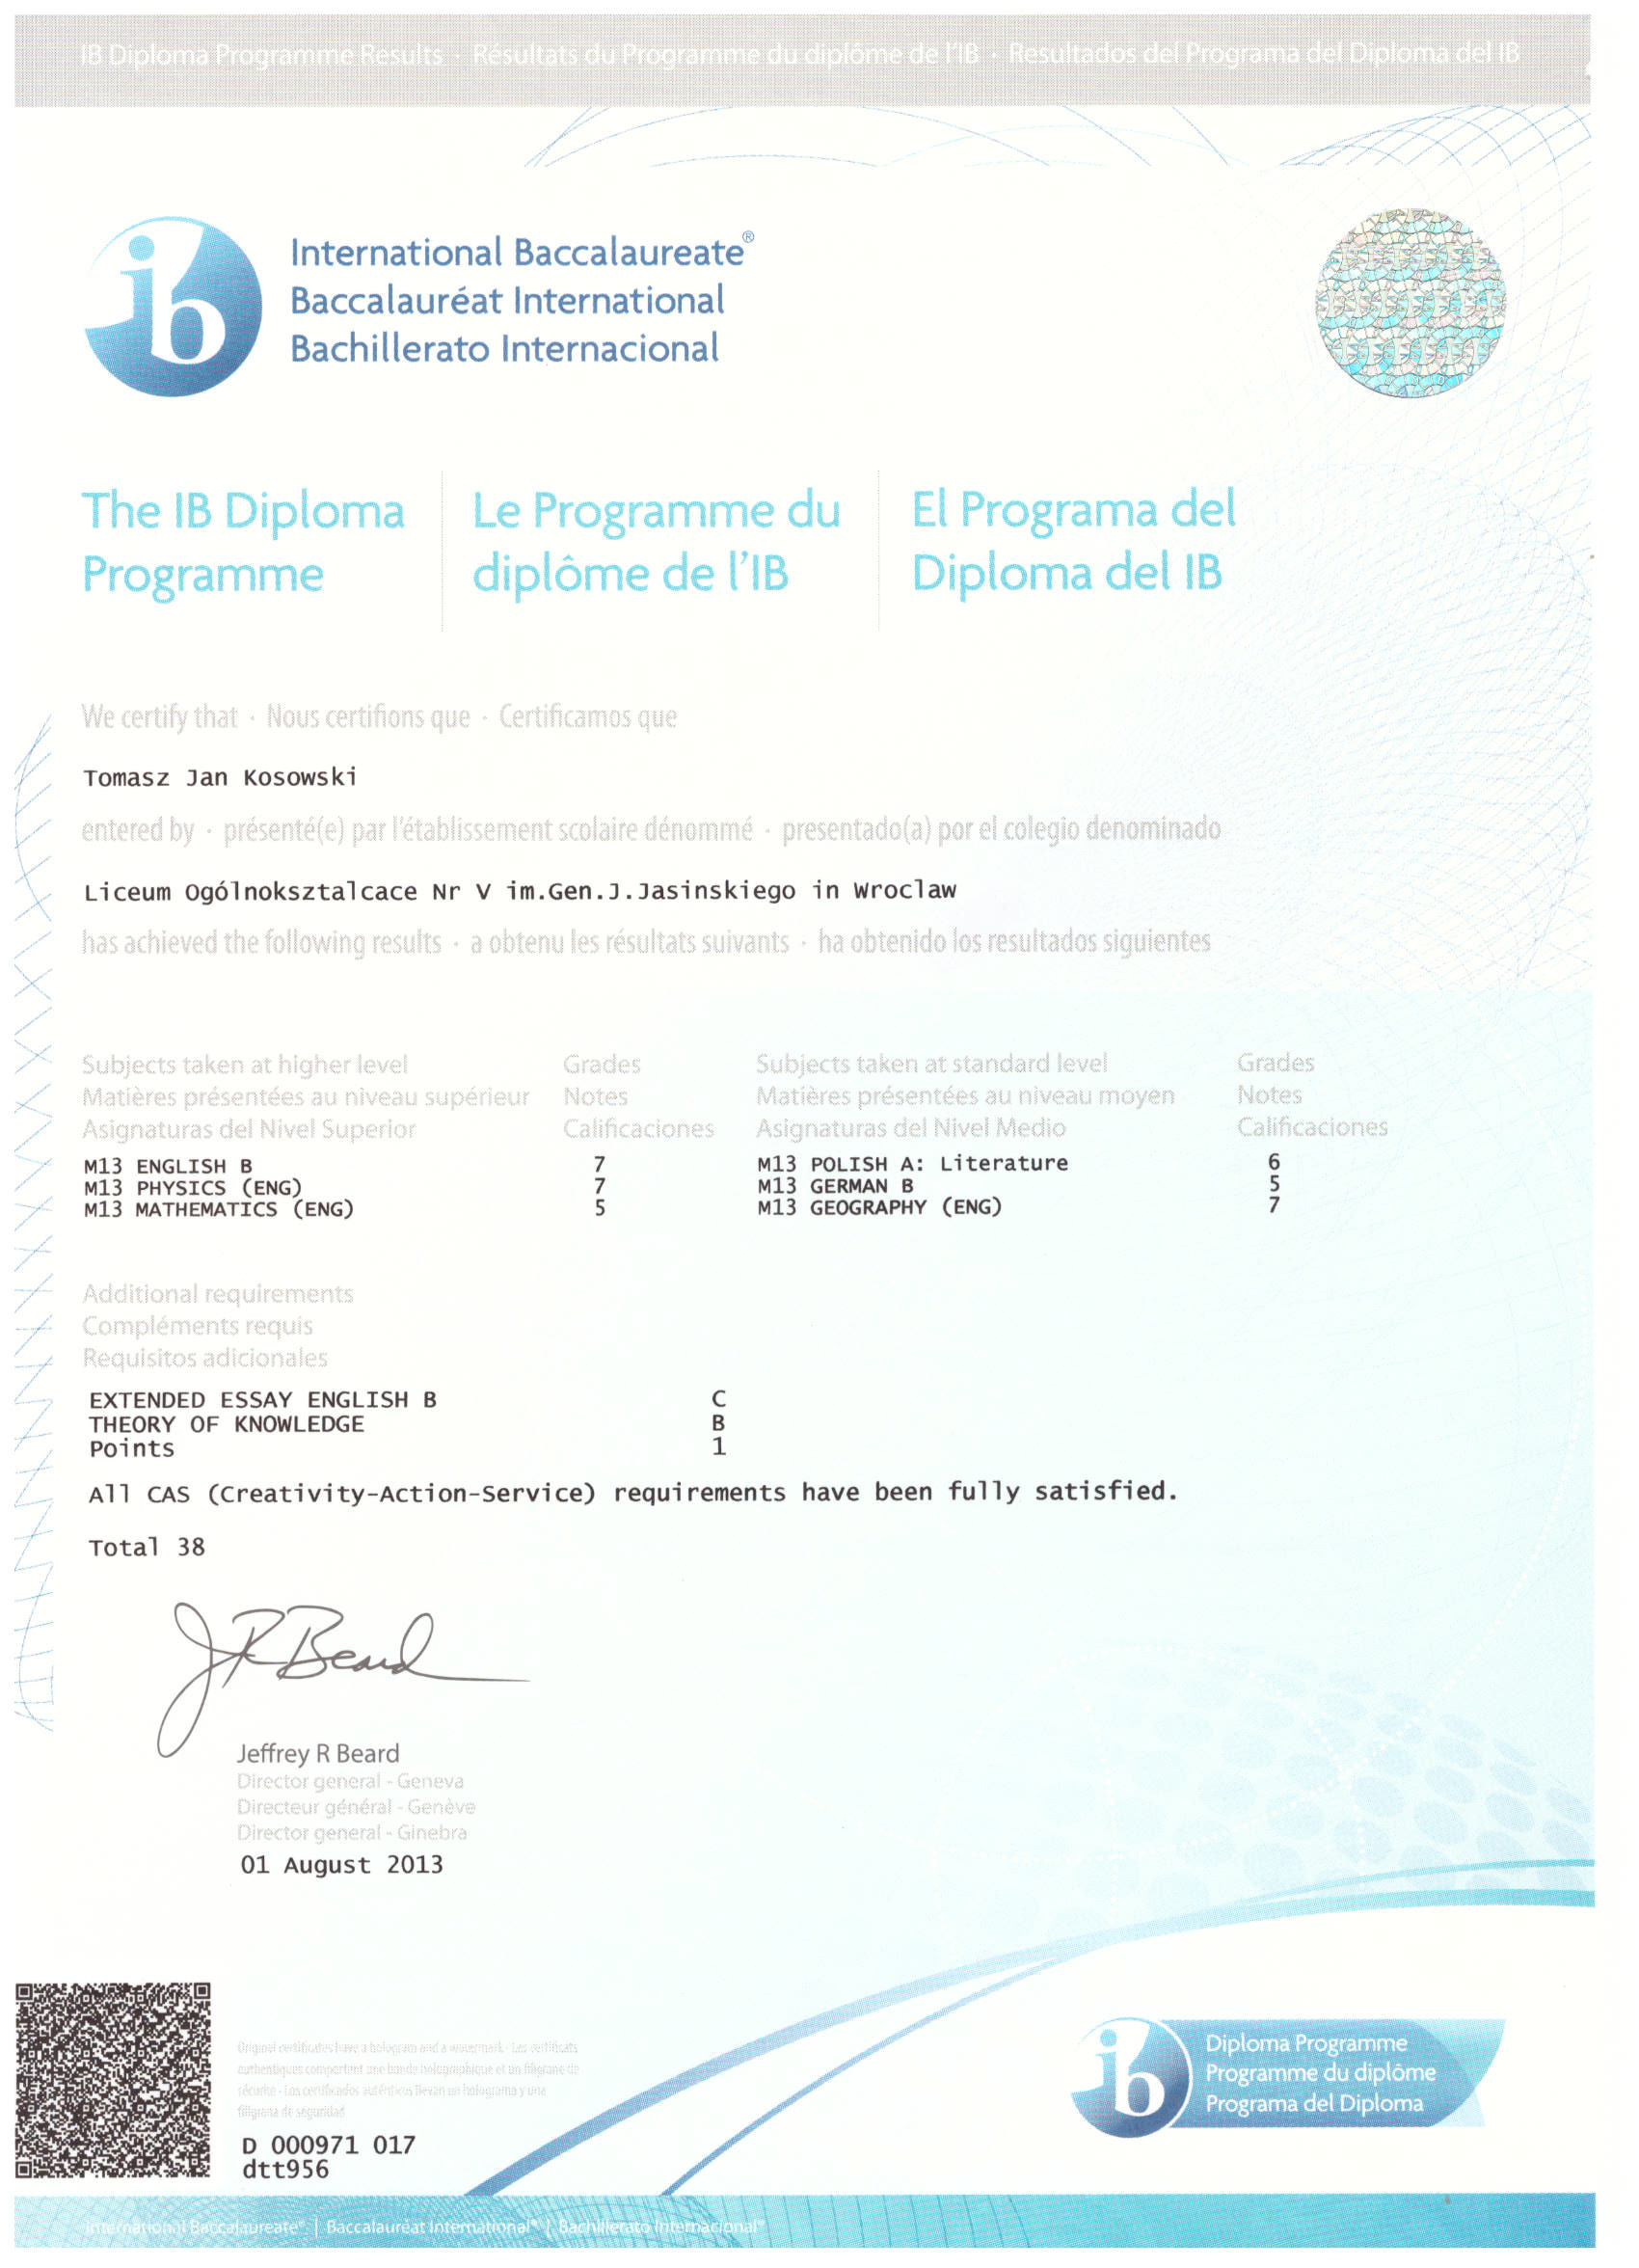 IB Diploma Programme Results · Résultats du Programme du diplôme de l'IB · Resultados del Programa del Diploma del IB
ib
International Baccalaureate®
Baccalauréat International
Bachillerato Internacional
The IB Diploma
Programme
Le Programme du
diplôme de l'IB
El Programa del
Diploma del IB
We certify that · Nous certifions que · Certificamos que
Tomasz Jan Kosowski
entered by · présenté(e) par l'établissement scolaire dénommé · presentado(a) por el colegio denominado
Liceum Ogólnoksztalcace Nr V im.Gen.J.Jasinskiego in Wroclaw
has achieved the following results · a obtenu les résultats suivants · ha obtenido los resultados siguientes
Subjects taken at higher level Grades Subjects taken at standard level Grades
Matières présentées au niveau supérieur Notes Matières présentées au niveau moyen Notes
Asignaturas del Nivel Superior Calificaciones Asignaturas del Nivel Medio Calificaciones
M13 ENGLISH B 7 M13 POLISH A: Literature 6
M13 PHYSICS (ENG) 7 M13 GERMAN B 5
M13 MATHEMATICS (ENG) 5 M13 GEOGRAPHY (ENG) 7
Additional requirements
Compléments requis
Requisitos adicionales
EXTENDED ESSAY ENGLISH B C
THEORY OF KNOWLEDGE B
Points 1
All CAS (Creativity-Action-Service) requirements have been fully satisfied.
Total 38
J R Beard
Jeffrey R Beard
Director general - Geneva
Directeur général - Genève
Director general - Ginebra
01 August 2013
Original certificates have a hologram and a watermark - Les certificats
authentiques comportent une bande holographique et un filigrane de
sécurité - Los certificados auténticos llevan un holograma y una
filigrana de seguridad
D 000971 017
dtt956
ib
Diploma Programme
Programme du diplôme
Programa del Diploma
International Baccalaureate® | Baccalauréat International® | Bachillerato Internacional®